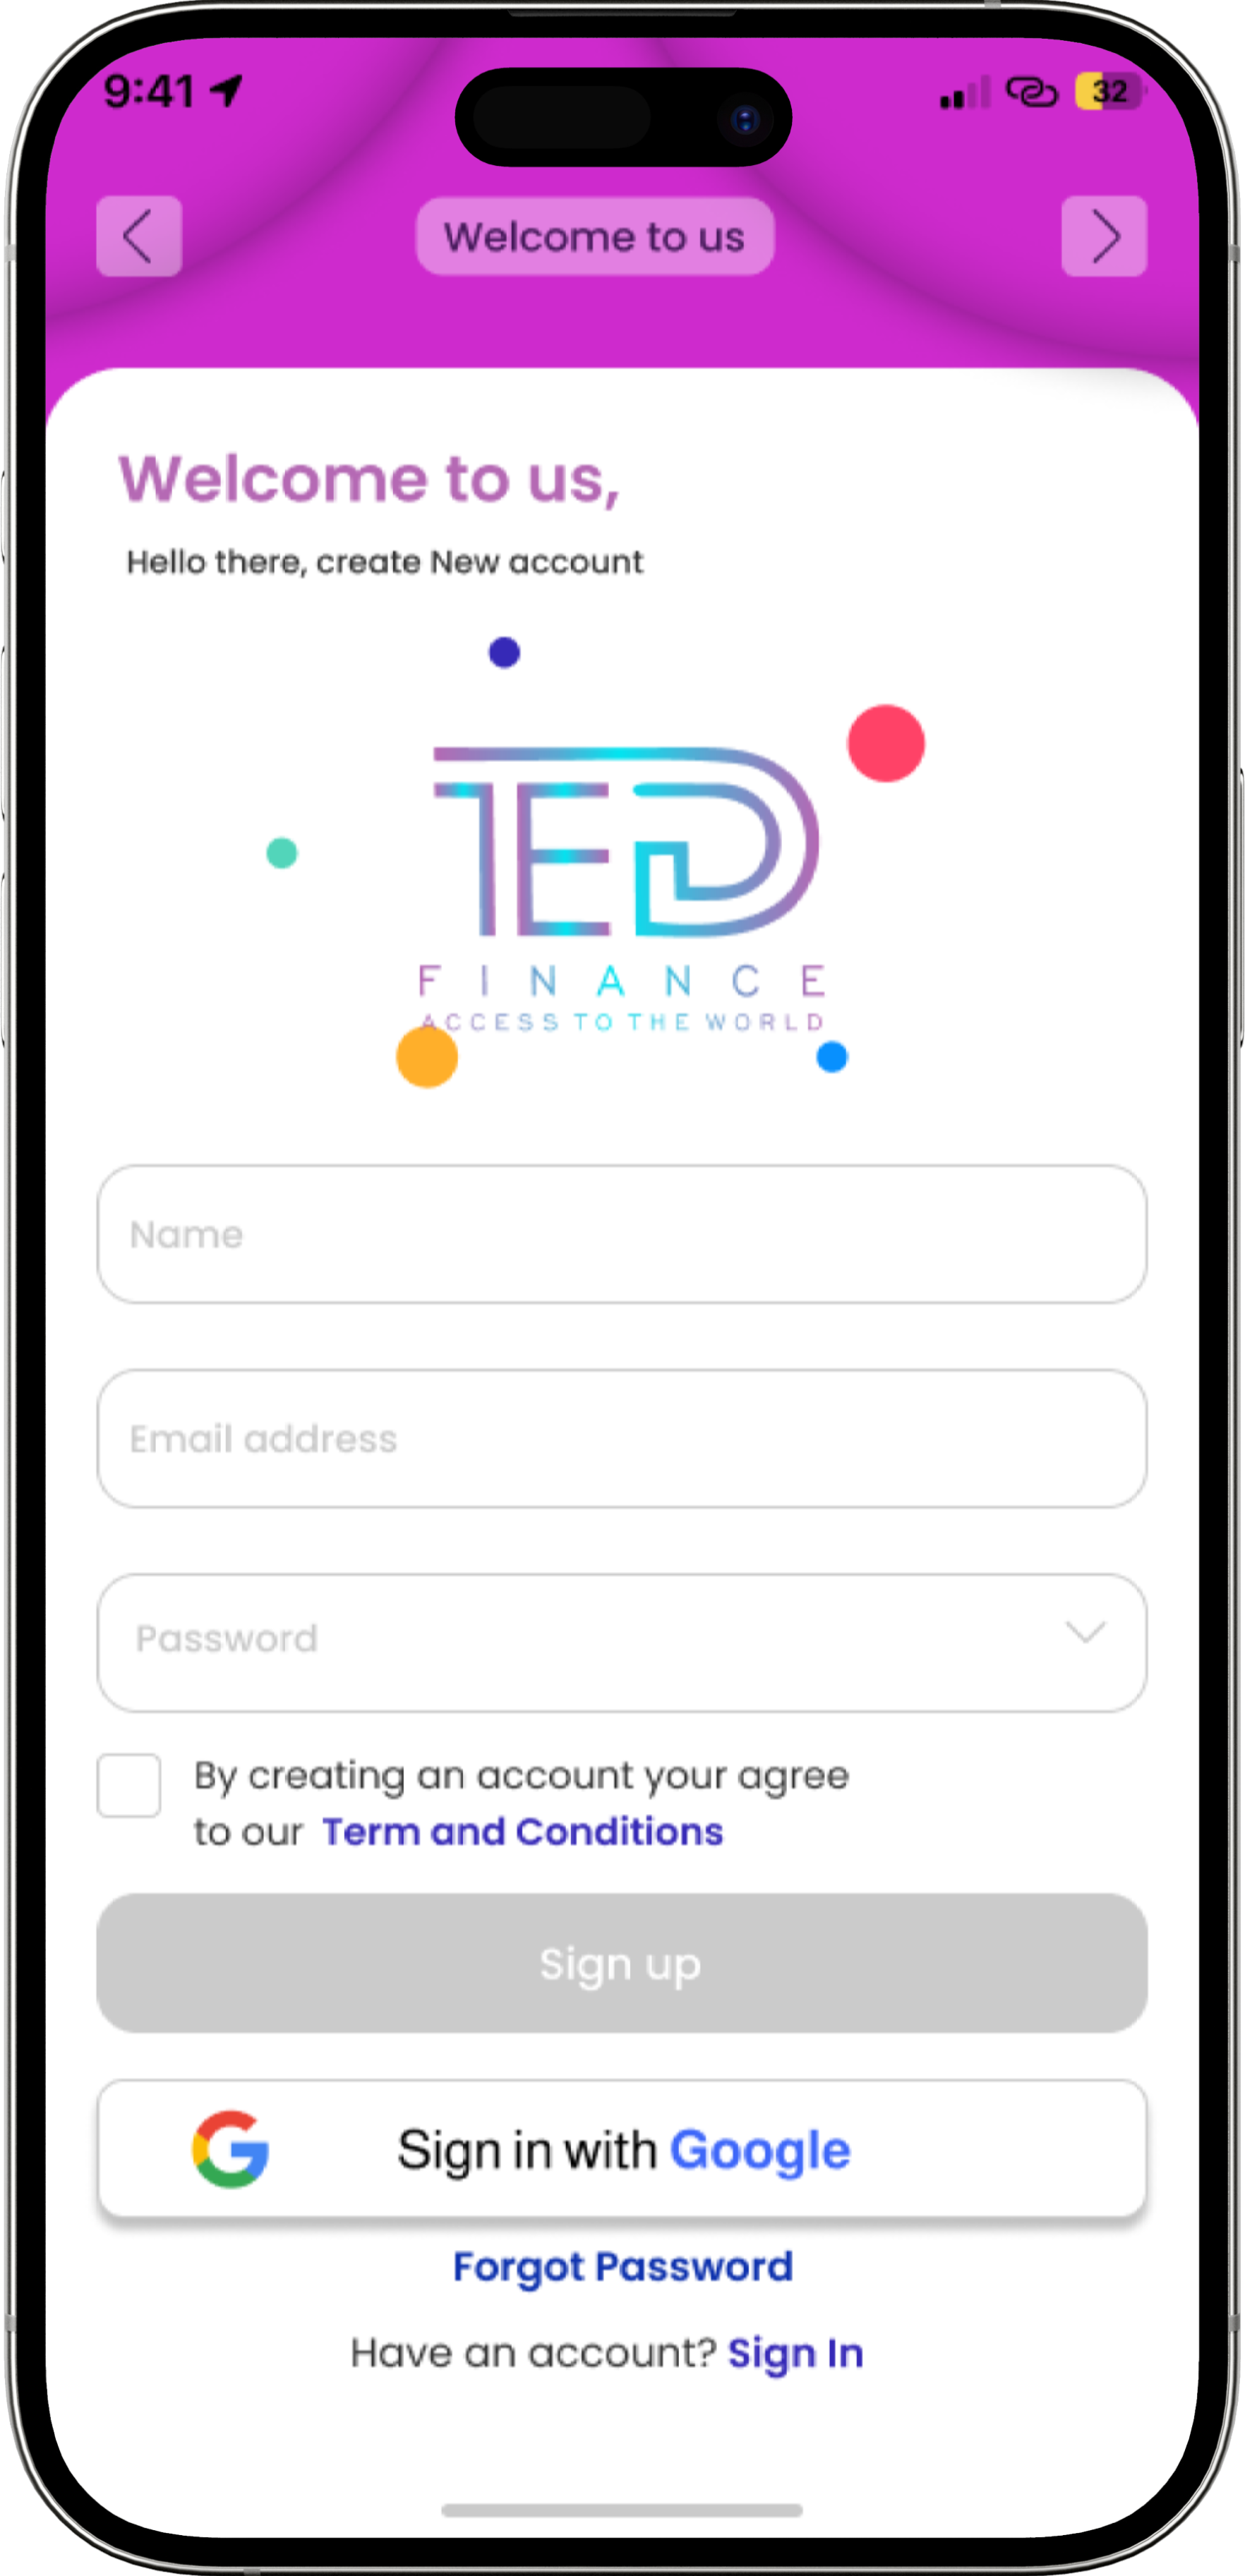 9:41
32
Welcome to us
Welcome to us,
Hello there, create New account
TED
FINANCE
ACCESS TO THE WORLD
Name
Email address
Password
By creating an account your agree
to our Term and Conditions
Sign up
Sign in with Google
Forgot Password
Have an account? Sign In